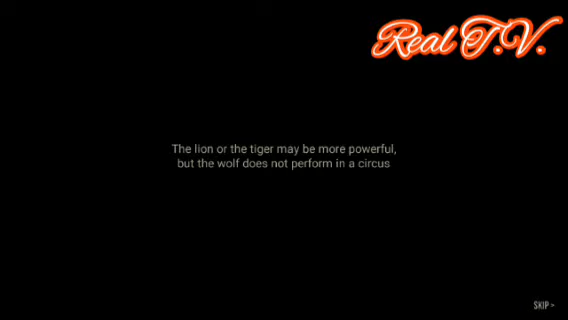 Real T.V.
The lion or the tiger may be more powerful,
but the wolf does not perform in a circus
SKIP >